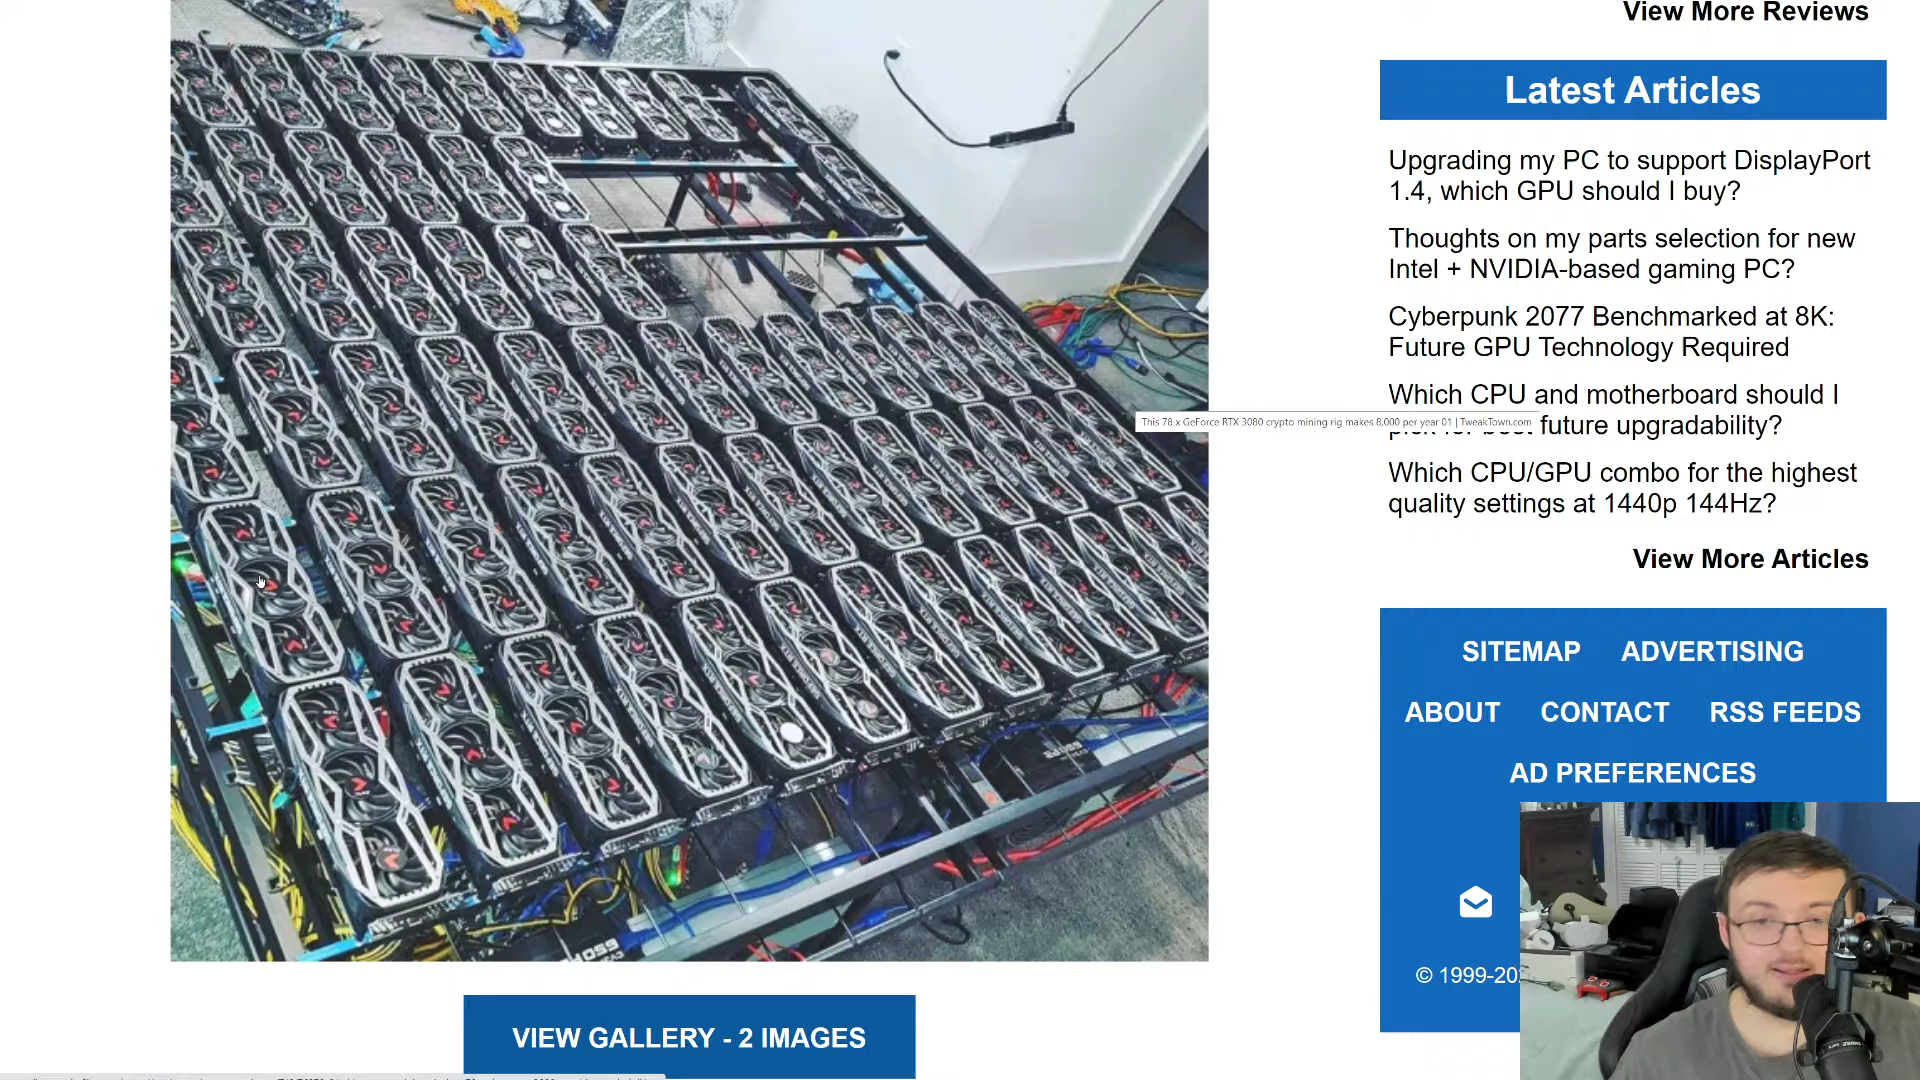 View More Reviews
Latest Articles
Upgrading my PC to support DisplayPort
1.4, which GPU should I buy?
Thoughts on my parts selection for new
Intel + NVIDIA-based gaming PC?
Cyberpunk 2077 Benchmarked at 8K:
Future GPU Technology Required
Which CPU and motherboard should I
This 78 x GeForce RTX 3080 crypto mining rig makes 8,000 per year 01 | TweakTown.com
future upgradability?
Which CPU/GPU combo for the highest
quality settings at 1440p 144Hz?
View More Articles
SITEMAP ADVERTISING
ABOUT CONTACT RSS FEEDS
AD PREFERENCES
© 1999-20
VIEW GALLERY - 2 IMAGES